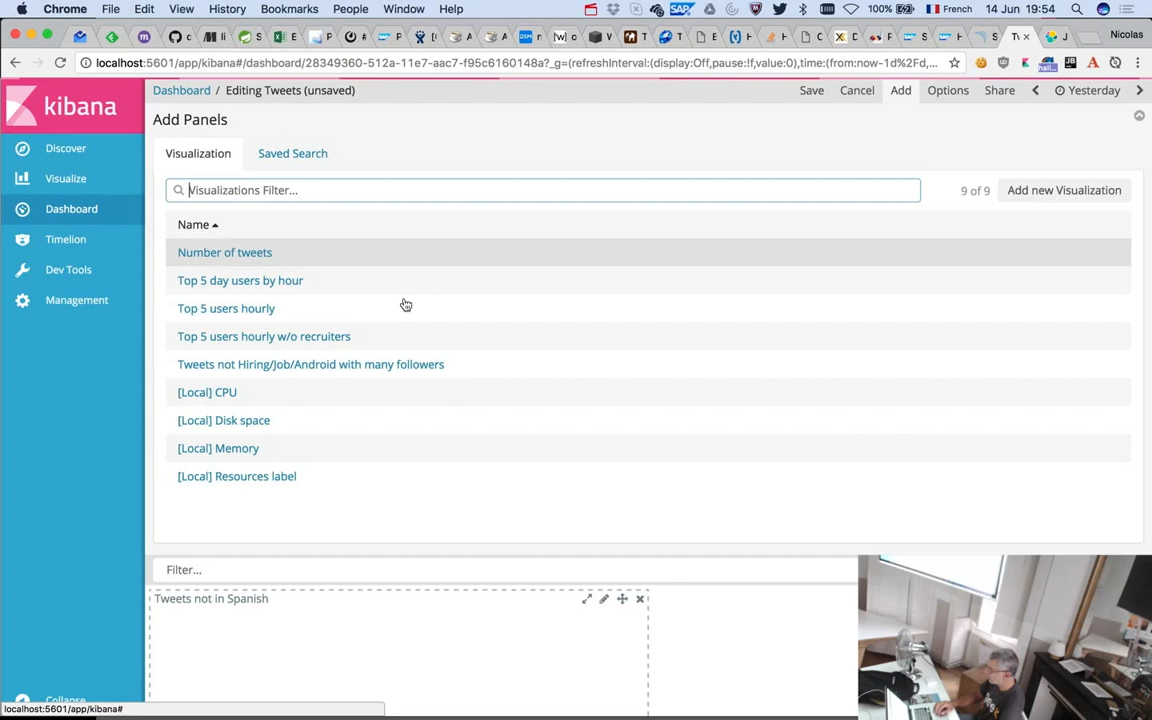 Chrome File Edit View History Bookmarks People Window Help 100% French 14 Jun 19:54
Nicolas
localhost:5601/app/kibana#/dashboard/28349360-512a-11e7-aac7-f95c6160148a?_g=(refreshInterval:(display:Off,pause:!f,value:0),time:(from:now-1d%2Fd,...
kibana
Discover
Visualize
Dashboard
Timelion
Dev Tools
Management
Collapse
Dashboard / Editing Tweets (unsaved) Save Cancel Add Options Share Yesterday
Add Panels
Visualization Saved Search
Visualizations Filter... 9 of 9 Add new Visualization
Name
Number of tweets
Top 5 day users by hour
Top 5 users hourly
Top 5 users hourly w/o recruiters
Tweets not Hiring/Job/Android with many followers
[Local] CPU
[Local] Disk space
[Local] Memory
[Local] Resources label
Filter...
Tweets not in Spanish
localhost:5601/app/kibana#